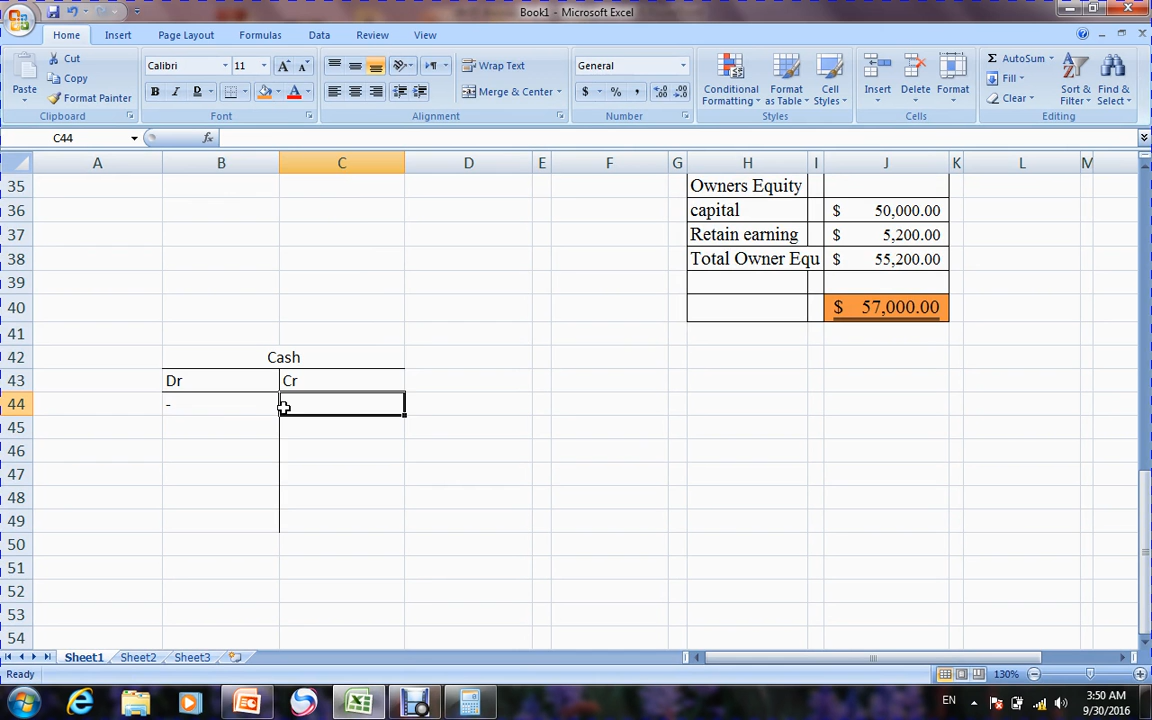 Book1 - Microsoft Excel
Home Insert Page Layout Formulas Data Review View
Paste Cut Copy Format Painter Clipboard
Calibri 11 B I D Font
Wrap Text Merge & Center Alignment
General $ % , Number
Conditional Formatting Format as Table Cell Styles Styles
Insert Delete Format Cells
Σ AutoSum Fill Clear Sort & Filter Find & Select Editing
C44 fx
A B C D E F G H I J K L M
35 Owners Equity
36 capital $ 50,000.00
37 Retain earning $ 5,200.00
38 Total Owner Equ $ 55,200.00
39
40 $ 57,000.00
41
42 Cash
43 Dr Cr
44 -
45
46
47
48
49
50
51
52
53
54
Sheet1 Sheet2 Sheet3
Ready 130%
EN 3:50 AM
9/30/2016